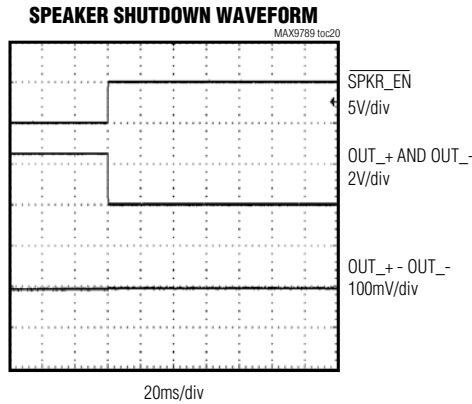 SPEAKER SHUTDOWN WAVEFORM
MAX9789 toc20
SPKR_EN
5V/div
OUT_+ AND OUT_-
2V/div
OUT_+ - OUT_-
100mV/div
20ms/div